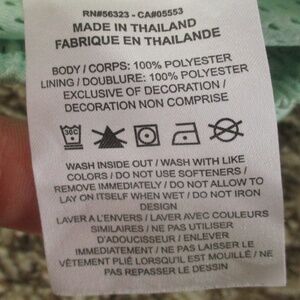 RN#56323 - CA#05553
MADE IN THAILAND
FABRIQUE EN THAILANDE
BODY / CORPS: 100% POLYESTER
LINING / DOUBLURE: 100% POLYESTER
EXCLUSIVE OF DECORATION /
DECORATION NON COMPRISE
30C
WASH INSIDE OUT / WASH WITH LIKE
COLORS / DO NOT USE SOFTENERS /
REMOVE IMMEDIATELY / DO NOT ALLOW TO
LAY ON ITSELF WHEN WET / DO NOT IRON
DESIGN
LAVER A L'ENVERS / LAVER AVEC COULEURS
SIMILAIRES / NE PAS UTILISER
D'ADOUCISSEUR / ENLEVER
IMMEDIATEMENT / NE PAS LAISSER LE
VÊTEMENT PLIÉ LORSQU'IL EST MOUILLÉ / NE
PAS REPASSER LE DESSIN